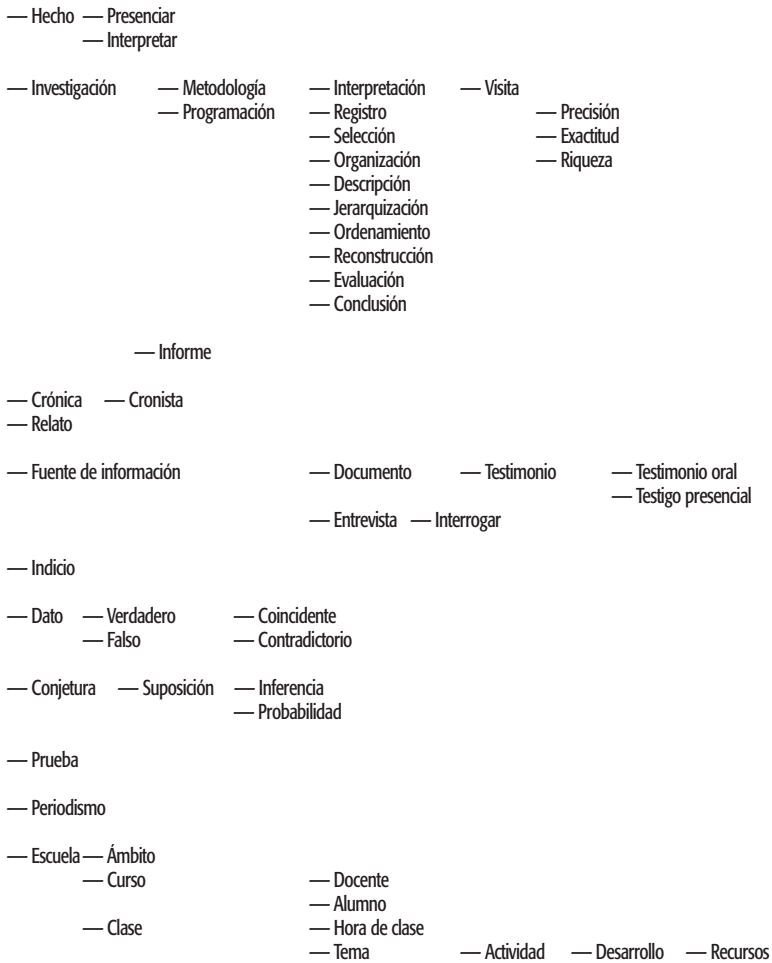 — Hecho — Presenciar
— Interpretar
— Investigación — Metodología — Interpretación — Visita
— Programación — Registro — Precisión
— Selección — Exactitud
— Organización — Riqueza
— Descripción
— Jerarquización
— Ordenamiento
— Reconstrucción
— Evaluación
— Conclusión
— Informe
— Crónica — Cronista
— Relato
— Fuente de información — Documento — Testimonio — Testimonio oral
— Testigo presencial
— Entrevista — Interrogar
— Indicio
— Dato — Verdadero — Coincidente
— Falso — Contradictorio
— Conjetura — Suposición — Inferencia
— Probabilidad
— Prueba
— Periodismo
— Escuela — Ámbito
— Curso — Docente
— Alumno
— Clase — Hora de clase
— Tema — Actividad — Desarrollo — Recursos